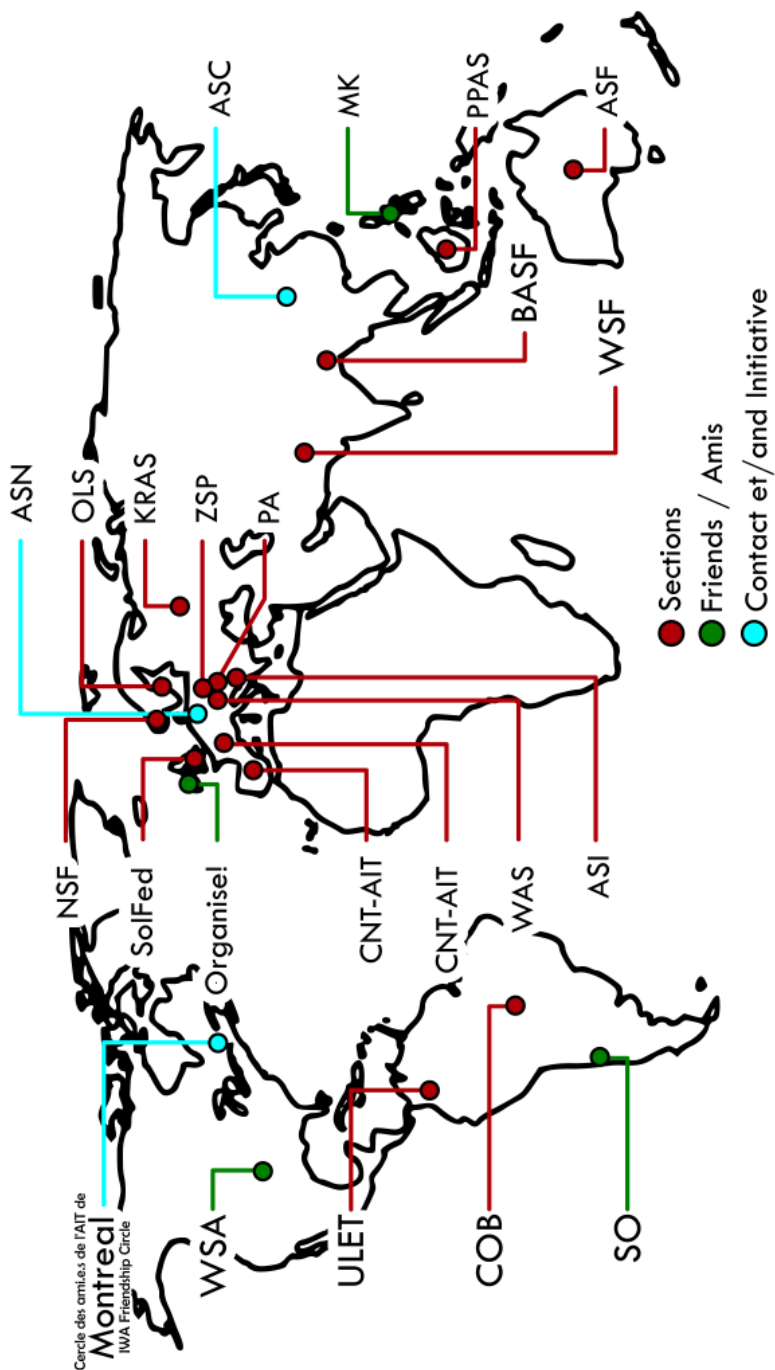 Cercle des ami.e.s de l'AIT de
Montreal
IWA Friendship Circle
WSA
ULET
COB
SO
NSF
SolFed
Organise!
CNT-AIT
CNT-AIT
WAS
ASI
ASN
OLS
KRAS
ZSP
PA
BASF
WSF
ASC
MK
PPAS
ASF
Sections
Friends / Amis
Contact et/and Initiative